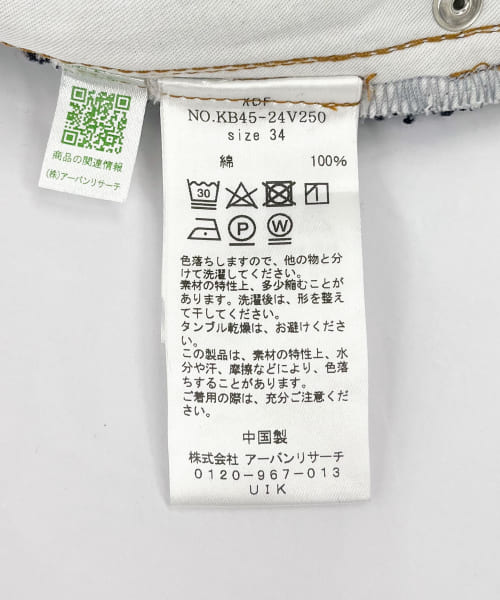 商品の関連情報
(株)アーバンリサーチ
NO.KB45-24V250
size 34
綿 100%
30
P W
色落ちしますので、他の物と分
けて洗濯してください。
素材の特性上、多少縮むことが
あります。洗濯後は、形を整え
て干してください。
タンブル乾燥は、お避けくださ
い。
この製品は、素材の特性上、水
分や汗、摩擦などにより、色落
ちすることがあります。
ご着用の際は、充分ご注意くだ
さい。
中国製
株式会社 アーバンリサーチ
0120-967-013
UIK